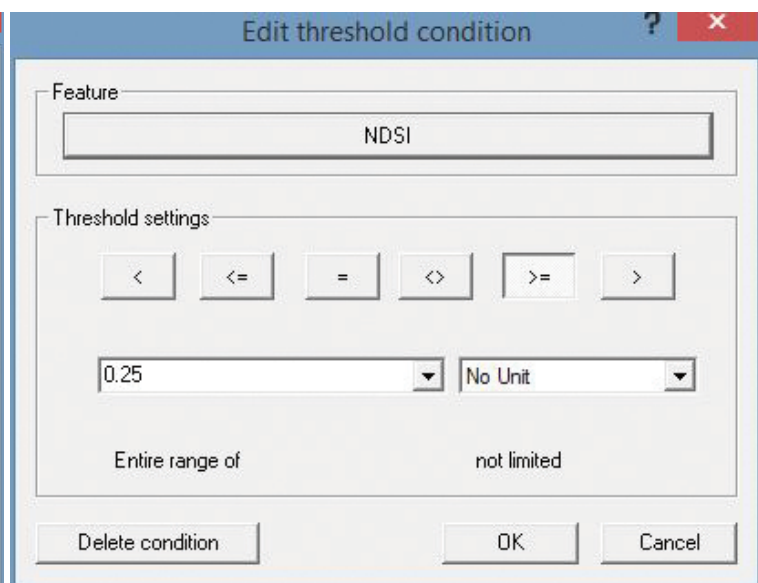 Edit threshold condition ? ×
Feature
NDSI
Threshold settings
< <= = <> >= >
0.25 No Unit
Entire range of not limited
Delete condition OK Cancel